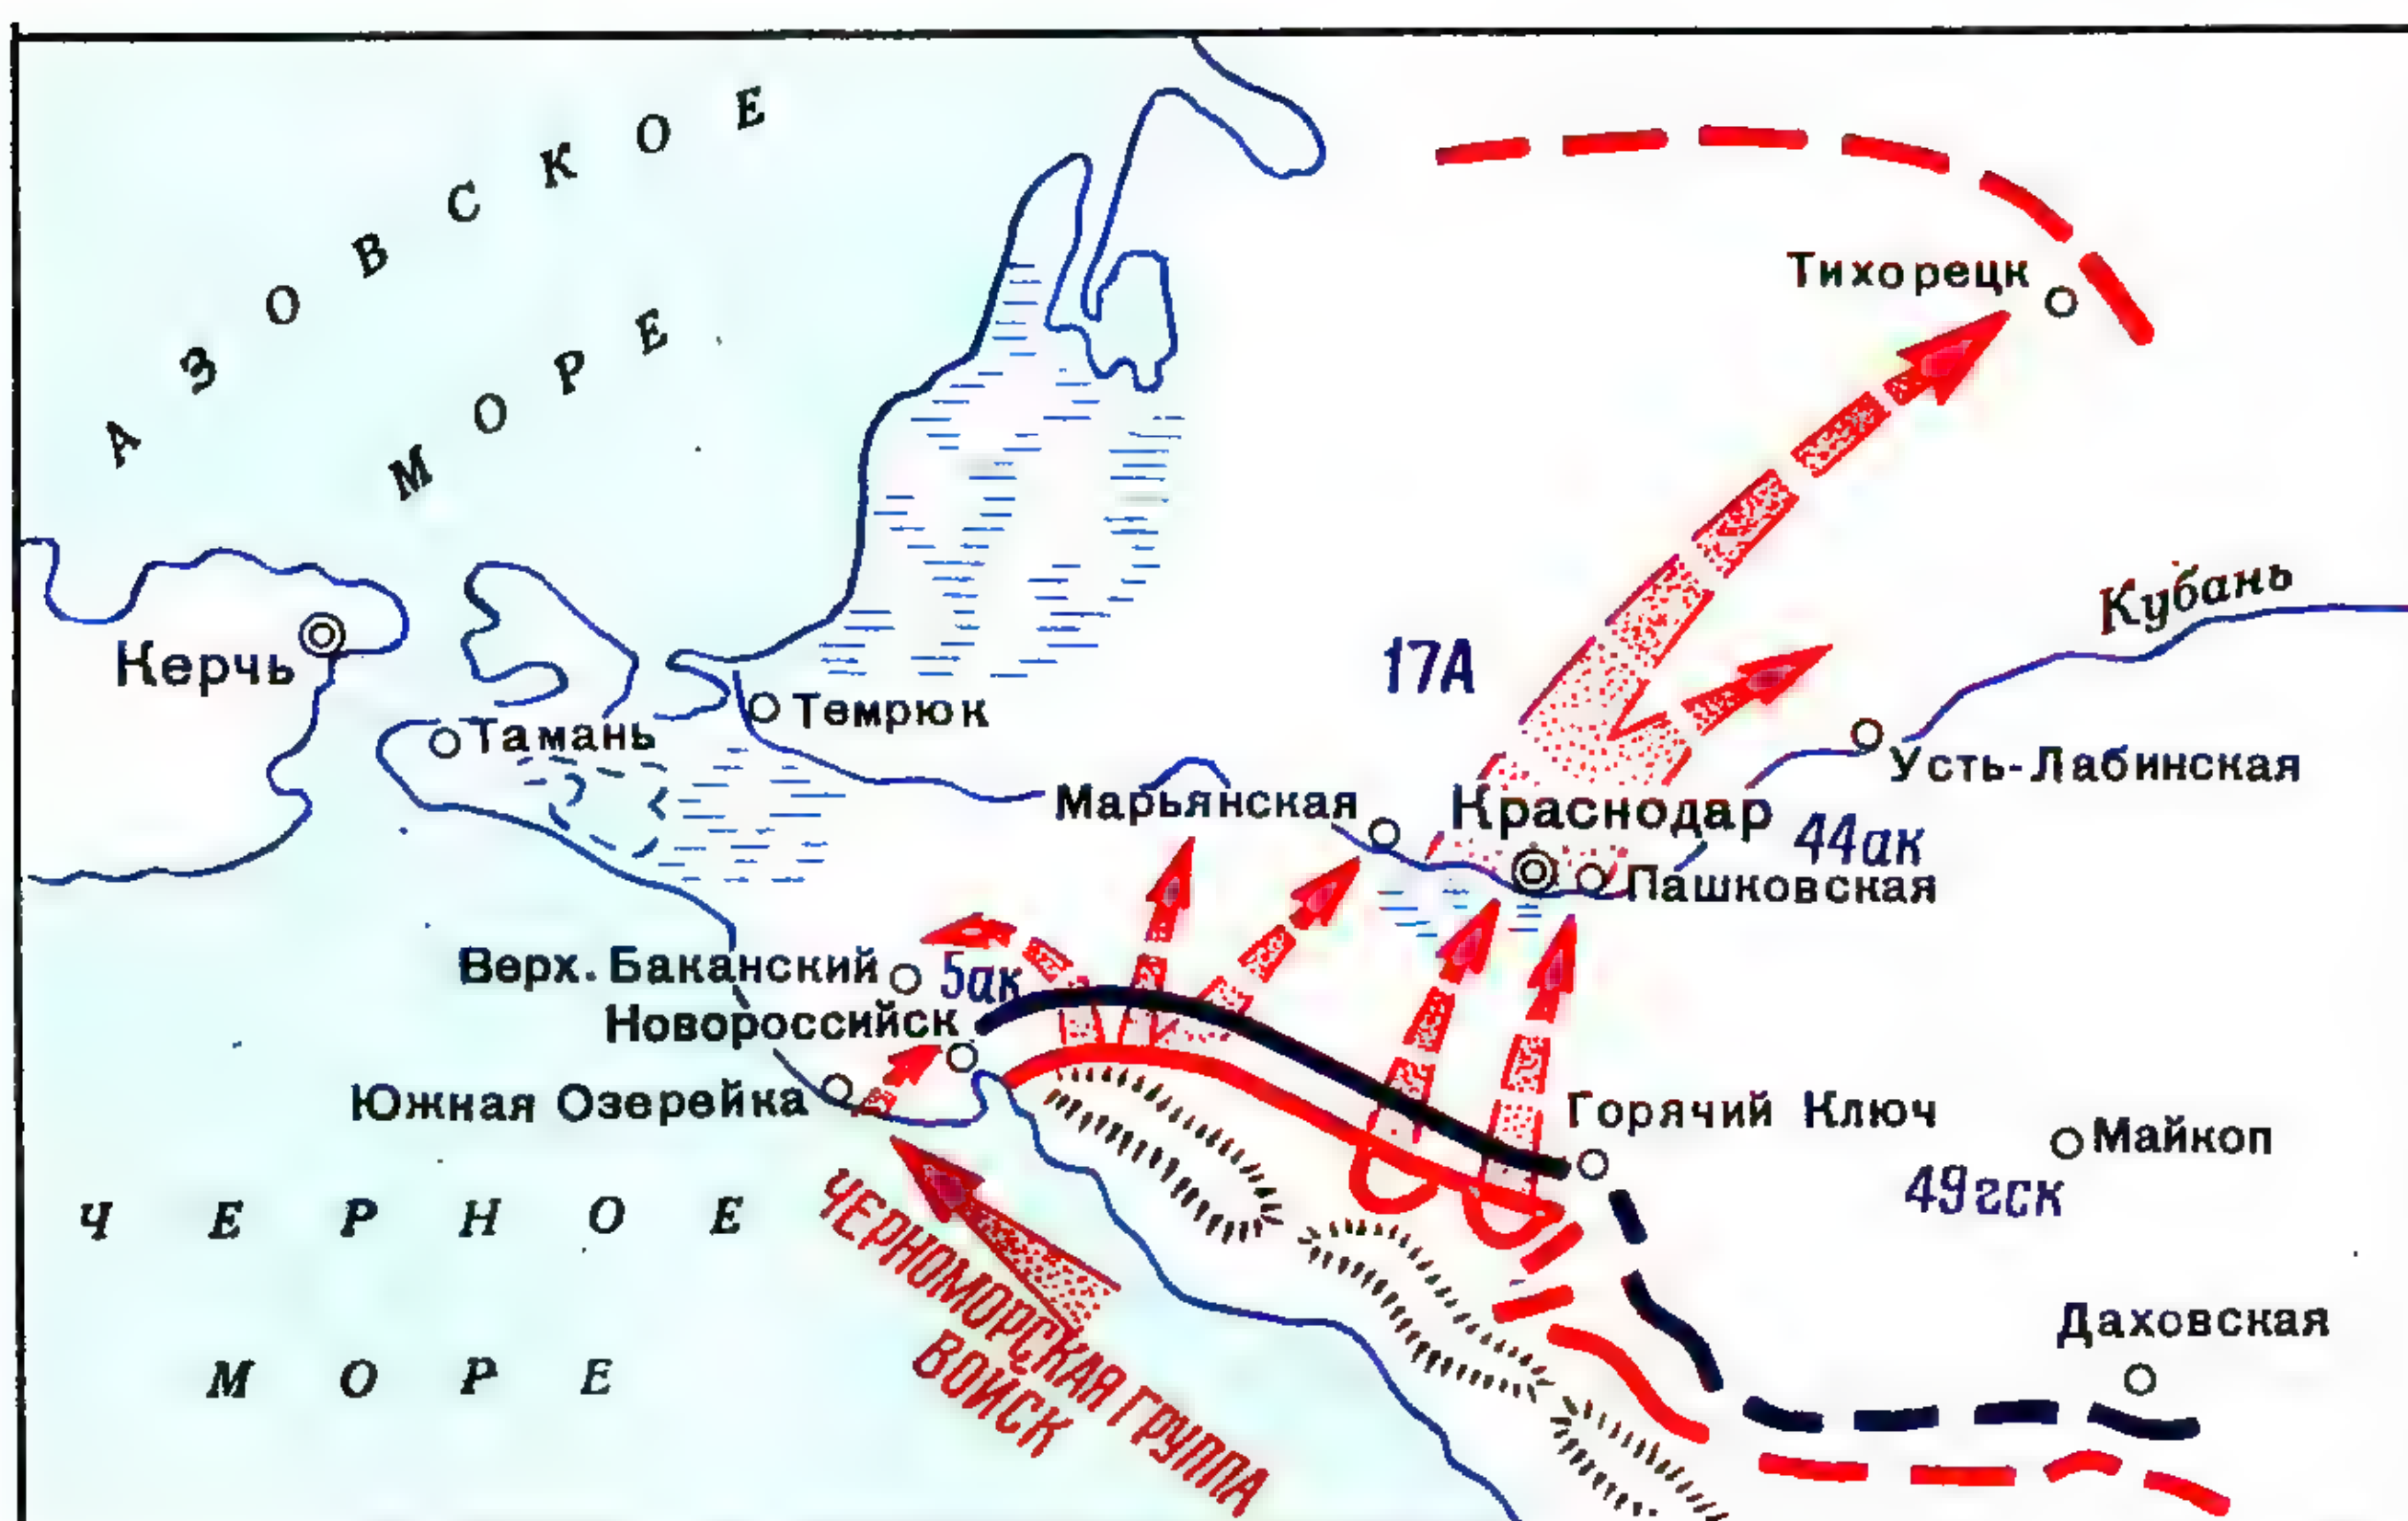 АЗОВСКОЕ
МОРЕ
Тихорецк
Кубань
Керчь
17А
Темрюк
Тамань
Усть-Лабинская
Марьянская
Краснодар
44ак
Пашковская
Верх. Баканский
5ак
Новороссийск
Южная Озерейка
Горячий Ключ
Майкоп
49гск
ЧЕРНОЕ
МОРЕ
ЧЕРНОМОРСКАЯ ГРУППА
ВОЙСК
Даховская